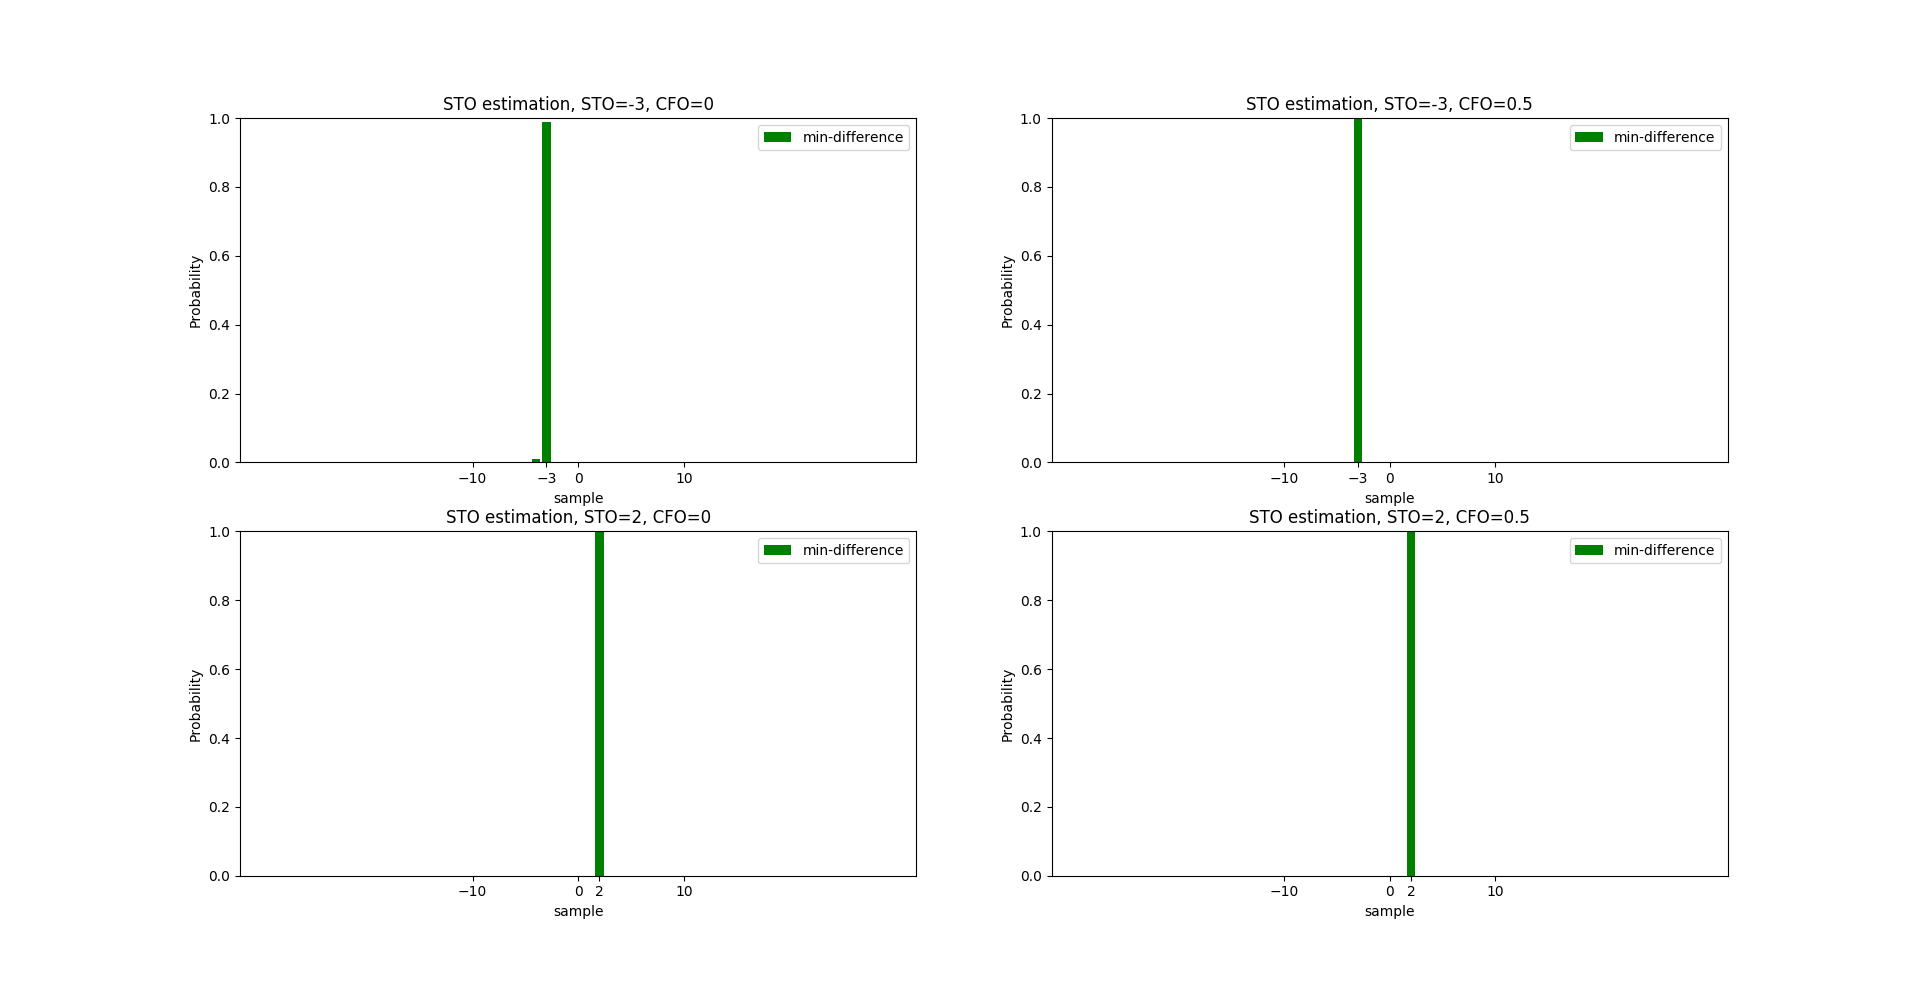 STO estimation, STO=-3, CFO=0
1.0
0.8
0.6
0.4
0.2
0.0
Probability
min-difference
−10 −3 0 10
sample
STO estimation, STO=-3, CFO=0.5
1.0
0.8
0.6
0.4
0.2
0.0
Probability
min-difference
−10 −3 0 10
sample
STO estimation, STO=2, CFO=0
1.0
0.8
0.6
0.4
0.2
0.0
Probability
min-difference
−10 0 2 10
sample
STO estimation, STO=2, CFO=0.5
1.0
0.8
0.6
0.4
0.2
0.0
Probability
min-difference
−10 0 2 10
sample